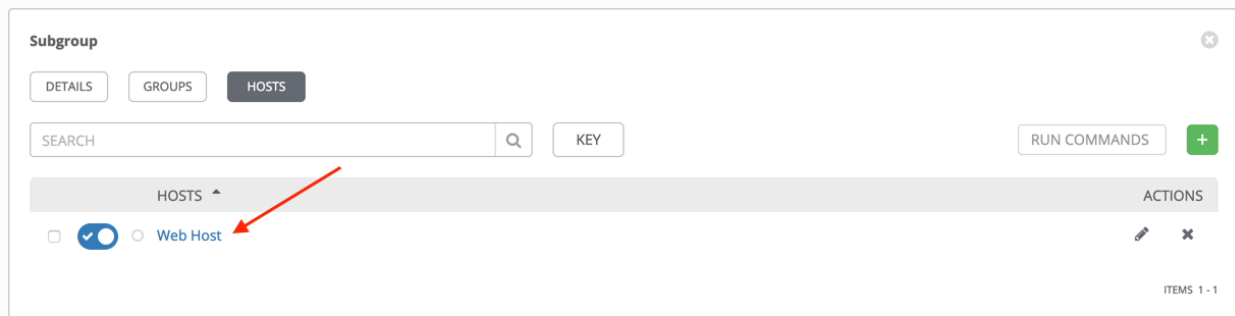 Subgroup
DETAILS GROUPS HOSTS
SEARCH KEY RUN COMMANDS +
HOSTS ACTIONS
Web Host
ITEMS 1 - 1